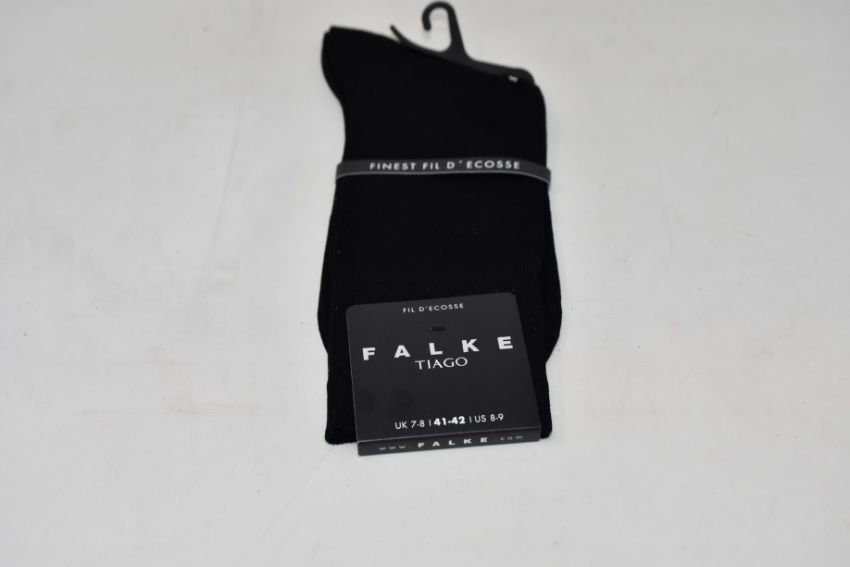 FINEST FIL D'ECOSSE
FIL D'ECOSSE
FALKE
TIAGO
UK 7-8 | 41-42 | US 8-9
www.FALKE.com